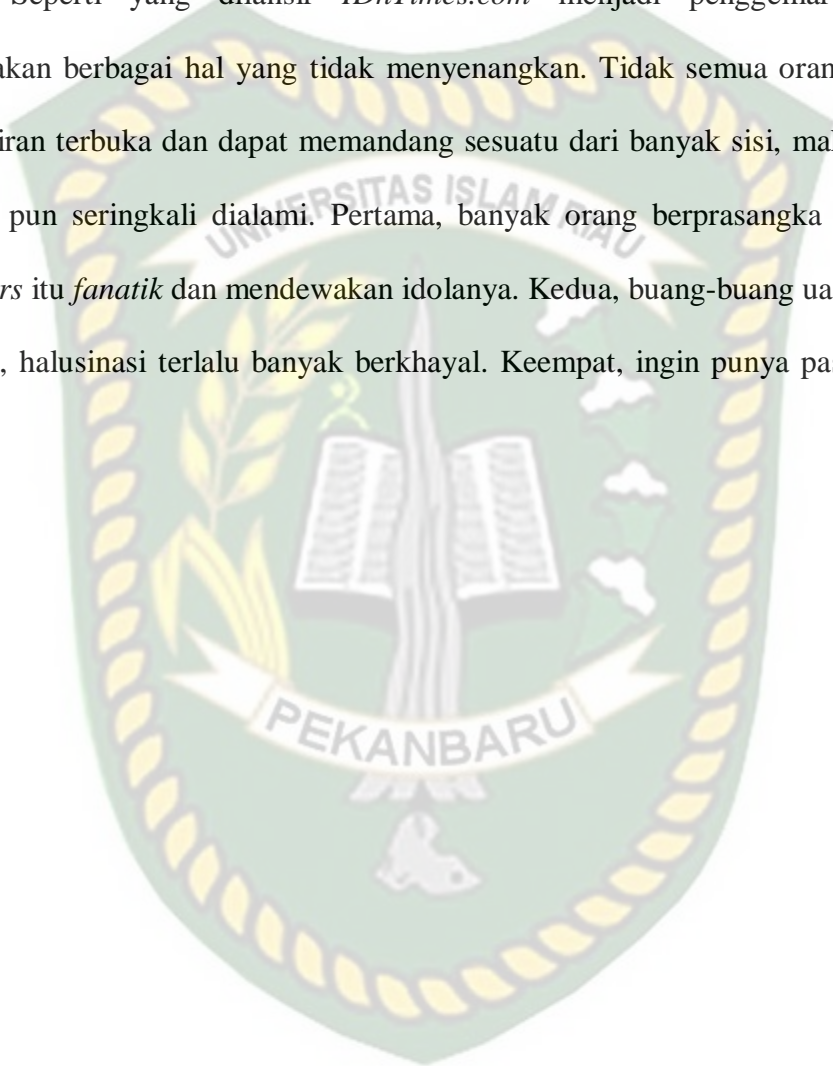 Seperti yang dilansir IDnTimes.com menjadi penggemar
akan berbagai hal yang tidak menyenangkan. Tidak semua oran
iran terbuka dan dapat memandang sesuatu dari banyak sisi,
UNIVERSITAS ISLAM RIAU
pun seringkali dialami. Pertama, banyak orang berprasangka
rs itu fanatik dan mendewakan idolanya. Kedua, buang-buang ua
, halusinasi terlalu banyak berkhayal. Keempat, ingin punya pas
PEKANBARU